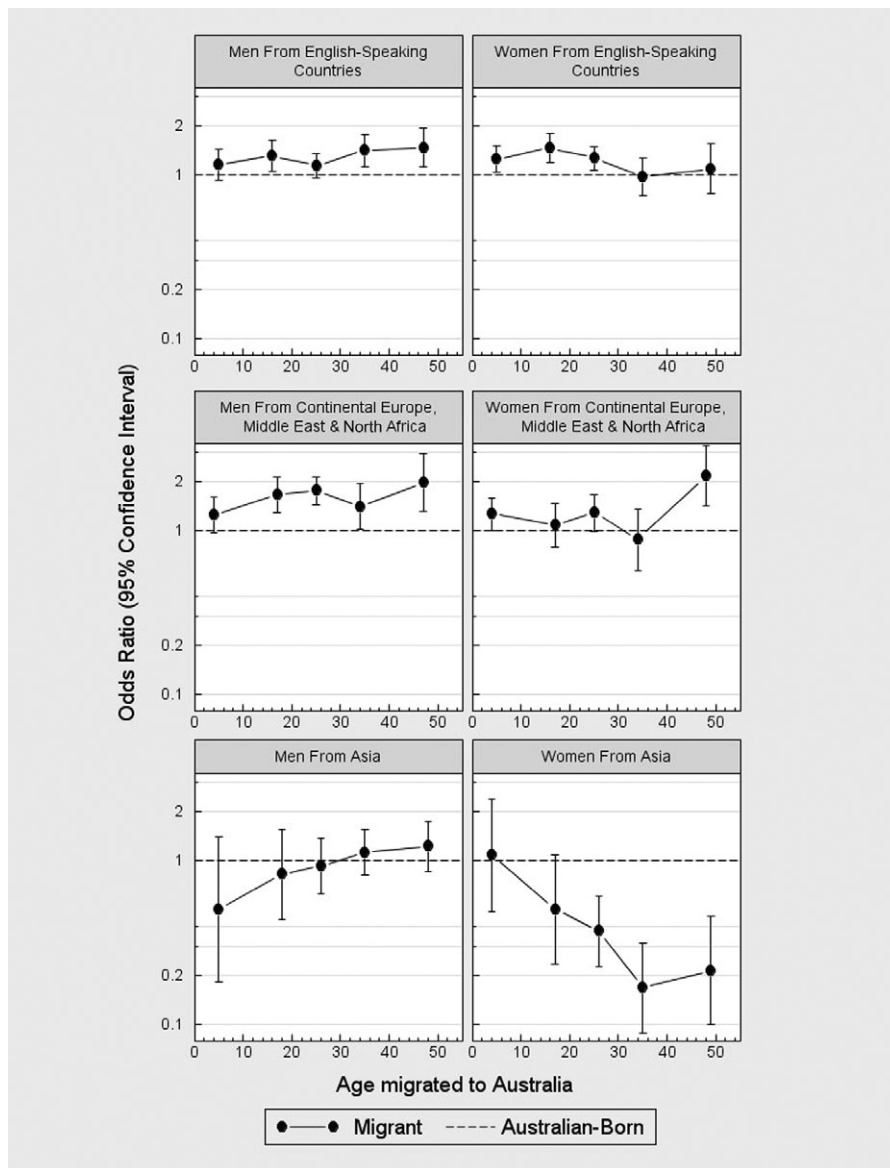 Men From English-Speaking
Countries
Women From English-Speaking
Countries
2
1
0.2
0.1
0 10 20 30 40 50
0 10 20 30 40 50
Men From Continental Europe,
Middle East & North Africa
Women From Continental Europe,
Middle East & North Africa
2
1
0.2
0.1
0 10 20 30 40 50
0 10 20 30 40 50
Men From Asia
Women From Asia
2
1
0.2
0.1
0 10 20 30 40 50
0 10 20 30 40 50
Odds Ratio (95% Confidence Interval)
Age migrated to Australia
Migrant
Australian-Born